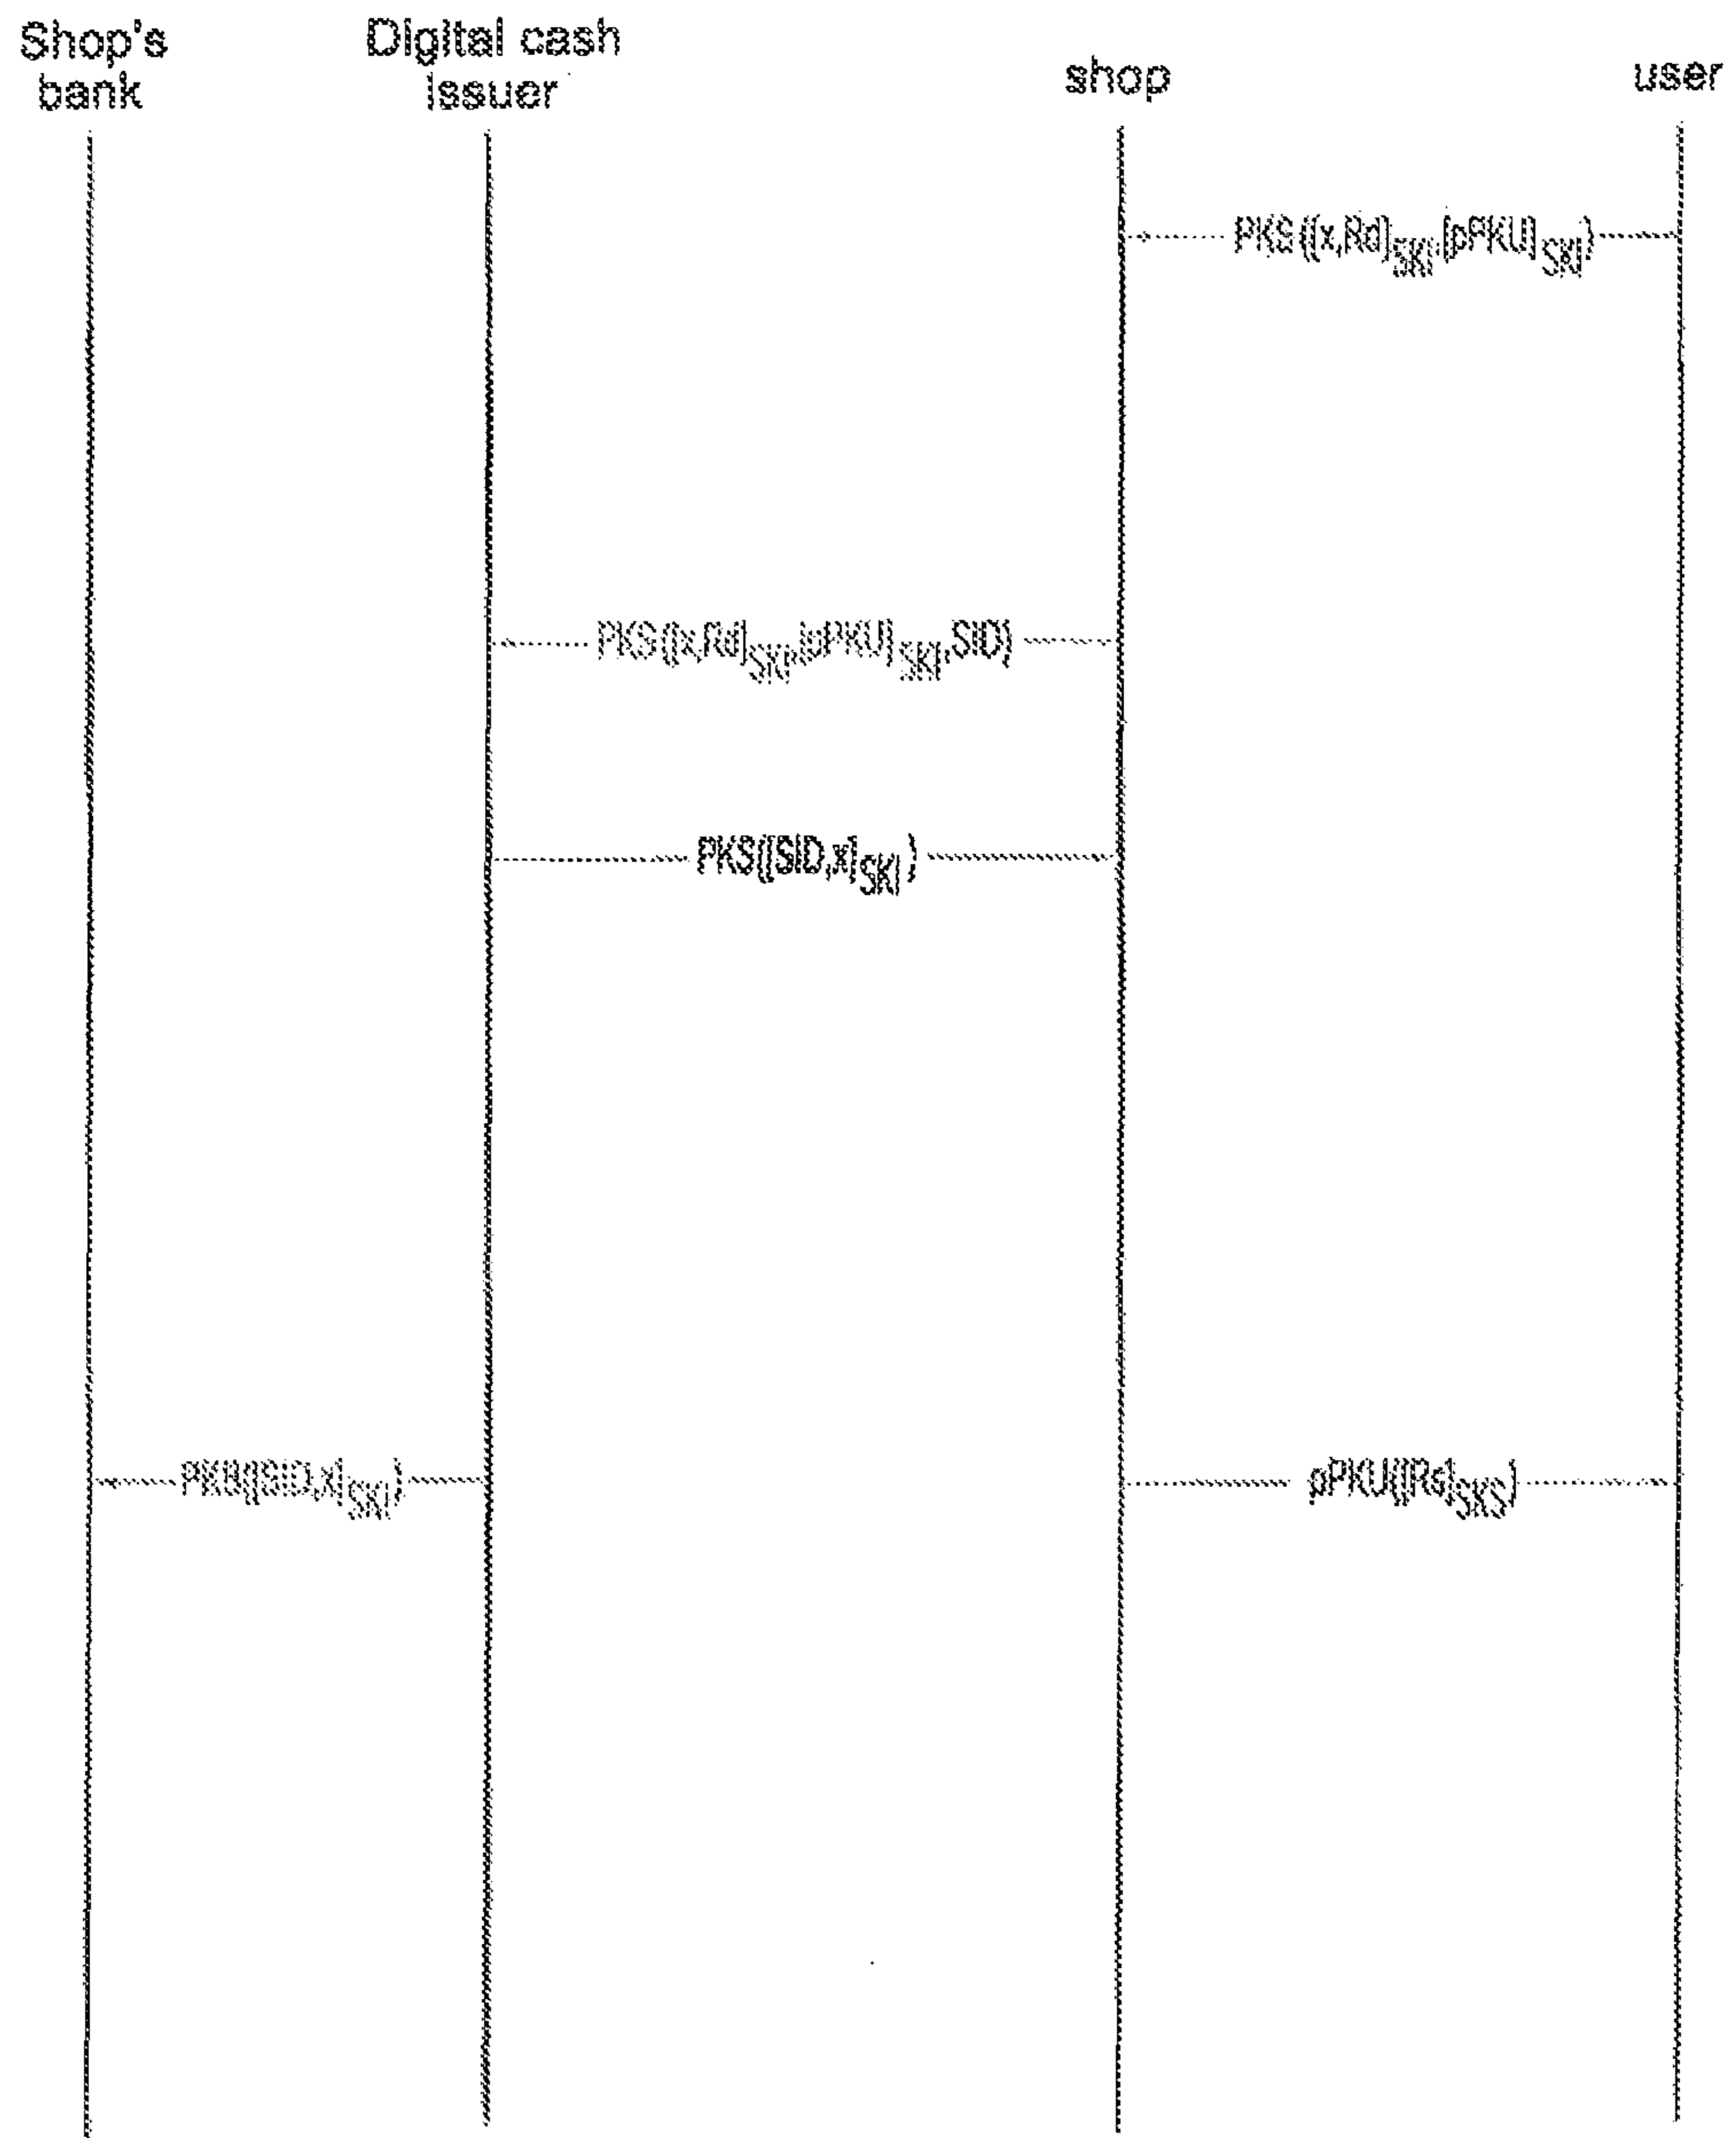 Shop's
bank
Digital cash
issuer
shop
user
PKS([x,Rd]SKI,[pPKU]SKI)
PKS([x,Rd]SKI,[pPKU]SKI,SID)
PKS([SID,x]SKI)
PKB([SID,x]SKI)
pPKU([Rs]SKS)